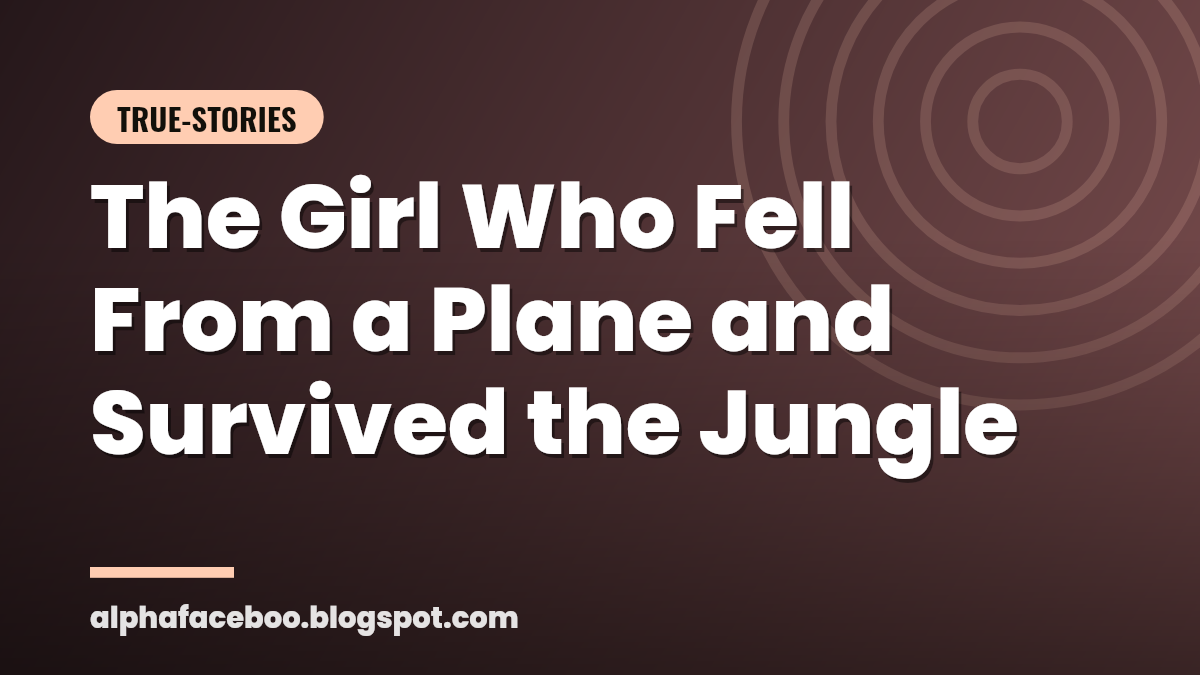 TRUE-STORIES
The Girl Who Fell
From a Plane and
Survived the Jungle
alphafaceboo.blogspot.com